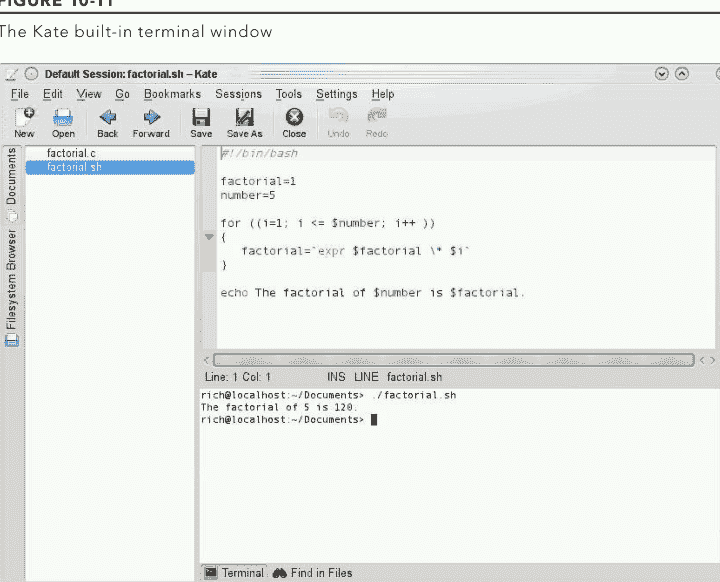 FIGURE 10-11
The Kate built-in terminal window
Default Session: factorial.sh – Kate
File Edit View Go Bookmarks Sessions Tools Settings Help
New Open Back Forward Save Save As Close Undo Redo
Documents
Filesystem Browser
factorial.c
factorial.sh
#!/bin/bash
factorial=1
number=5
for ((i=1; i <= $number; i++ ))
{
factorial=`expr $factorial \* $i`
}
echo The factorial of $number is $factorial.
Line: 1 Col: 1 INS LINE factorial.sh
rich@localhost:~/Documents> ./factorial.sh
The factorial of 5 is 120.
rich@localhost:~/Documents>
Terminal Find in Files